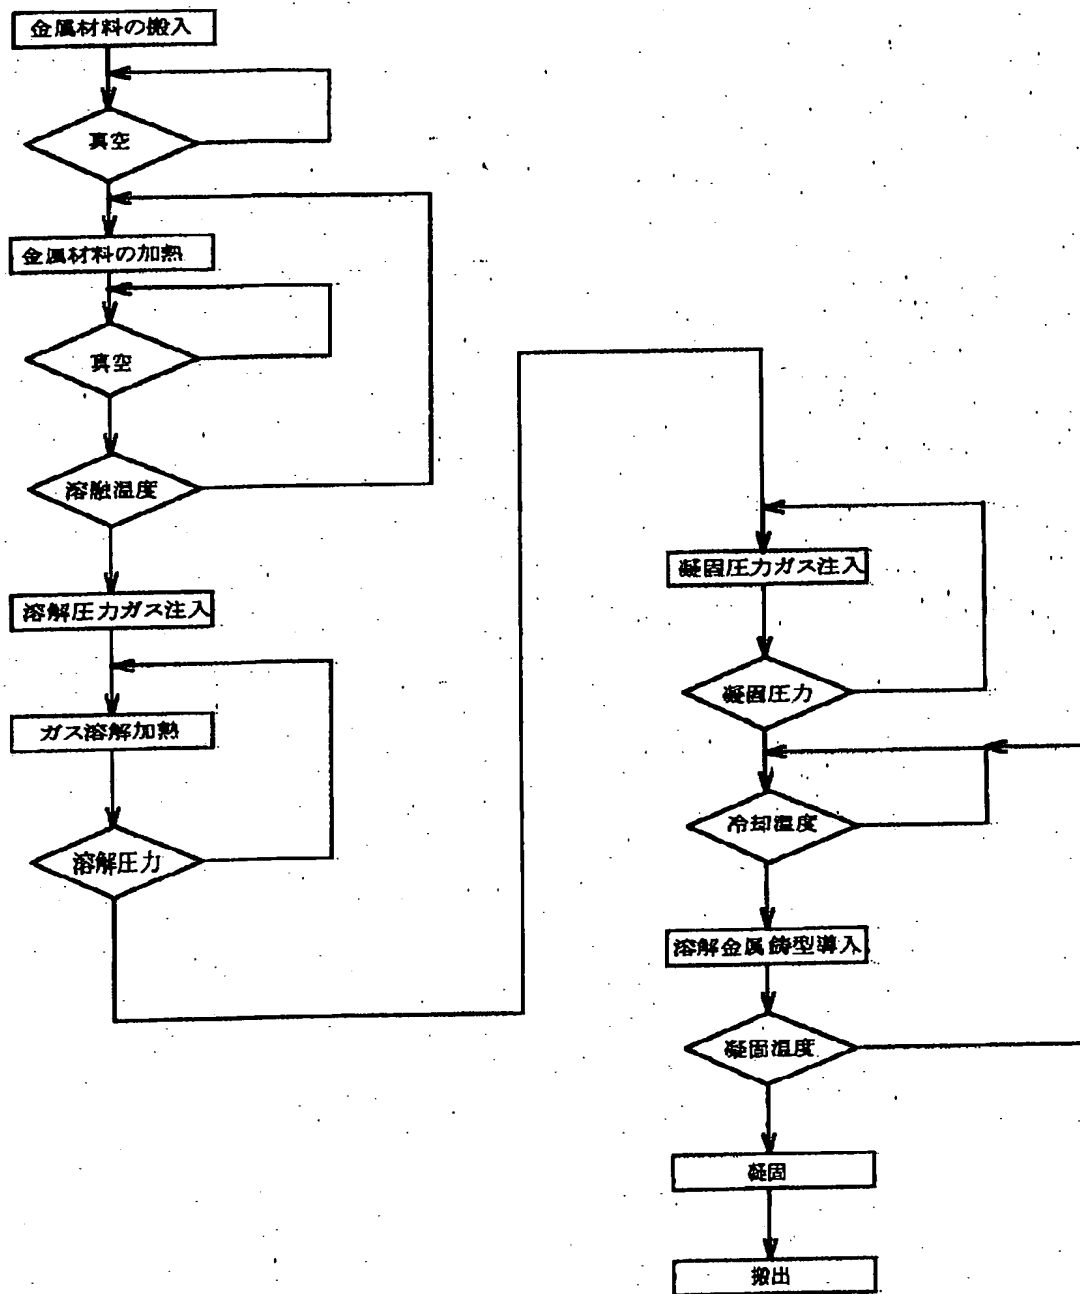 金属材料の搬入
真空
金属材料の加熱
真空
溶融温度
溶解圧力ガス注入
ガス溶解加熱
溶解圧力
凝固圧力ガス注入
凝固圧力
冷却温度
溶解金属鋳型導入
凝固温度
凝固
搬出